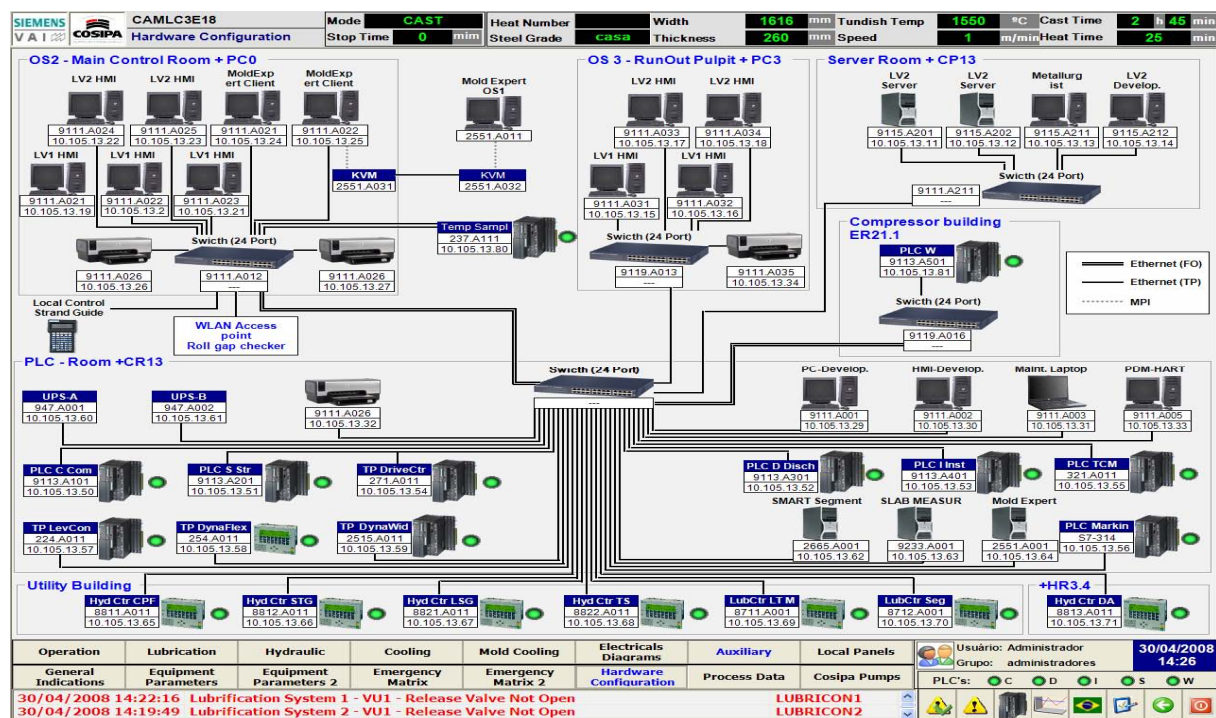 SIEMENS
VAI
COSIPA
CAMLC3E18
Hardware Configuration
Mode CAST
Stop Time 0 mim
Heat Number
Steel Grade casa
Width 1616 mm
Thickness 260 mm
Tundish Temp 1550 ºC
Speed 1 m/min
Cast Time 2 h 45 min
Heat Time 25 min
OS2 - Main Control Room + PC0
LV2 HMI
9111.A024
10.105.13.22
LV2 HMI
9111.A025
10.105.13.23
MoldExp
ert Client
9111.A021
10.105.13.24
MoldExp
ert Client
9111.A022
10.105.13.25
LV1 HMI
9111.A021
10.105.13.19
LV1 HMI
9111.A022
10.105.13.2
LV1 HMI
9111.A023
10.105.13.21
KVM
2551.A031
Mold Expert
OS1
2551.A011
KVM
2551.A032
Temp Sampl
237.A111
10.105.13.80
9111.A026
10.105.13.26
Swicth (24 Port)
9111.A012
---
9111.A026
10.105.13.27
Local Control
Strand Guide
WLAN Access
point
Roll gap checker
OS 3 - RunOut Pulpit + PC3
LV2 HMI
9111.A033
10.105.13.17
LV2 HMI
9111.A034
10.105.13.18
LV1 HMI
9111.A031
10.105.13.15
LV1 HMI
9111.A032
10.105.13.16
Swicth (24 Port)
9119.A013
---
9111.A035
10.105.13.34
Server Room + CP13
LV2
Server
9115.A201
10.105.13.11
LV2
Server
9115.A202
10.105.13.12
Metallurg
ist
9115.A211
10.105.13.13
LV2
Develop.
9115.A212
10.105.13.14
Swicth (24 Port)
9111.A211
---
Compressor building
ER21.1
PLC W
9113.A501
10.105.13.81
Swicth (24 Port)
9119.A016
---
Ethernet (FO)
Ethernet (TP)
MPI
PLC - Room +CR13
UPS-A
947.A001
10.105.13.60
UPS-B
947.A002
10.105.13.61
9111.A026
10.105.13.32
Swicth (24 Port)
---
PC-Develop.
9111.A001
10.105.13.29
HMI-Develop.
9111.A002
10.105.13.30
Maint. Laptop
9111.A003
10.105.13.31
PDM-HART
9111.A005
10.105.13.33
PLC C Com
9113.A101
10.105.13.50
PLC S Str
9113.A201
10.105.13.51
TP DriveCtr
271.A011
10.105.13.54
PLC D Disch
9113.A301
10.105.13.52
PLC I Inst
9113.A401
10.105.13.53
PLC TCM
321.A011
10.105.13.55
TP LevCon
224.A011
10.105.13.57
TP DynaFlex
254.A011
10.105.13.58
TP DynaWid
2515.A011
10.105.13.59
SMART Segment
2665.A001
10.105.13.62
SLAB MEASUR
9233.A001
10.105.13.63
Mold Expert
2551.A001
10.105.13.64
PLC Markin
S7-314
10.105.13.56
Utility Building
Hyd Ctr CPF
8811.A011
10.105.13.65
Hyd Ctr STG
8812.A011
10.105.13.66
Hyd Ctr LSG
8821.A011
10.105.13.67
Hyd Ctr TS
8822.A011
10.105.13.68
LubCtr LT M
8711.A001
10.105.13.69
LubCtr Seg
8712.A001
10.105.13.70
+HR3.4
Hyd Ctr DA
8813.A011
10.105.13.71
Operation Lubrication Hydraulic Cooling Mold Cooling Electricals Diagrams Auxiliary Local Panels
General Indications Equipment Parameters Equipment Parameters 2 Emergency Matrix Emergency Matrix 2 Hardware Configuration Process Data Cosipa Pumps
Usuário: Administrador
Grupo: administradores
30/04/2008
14:26
PLC's: C D I S W
30/04/2008 14:22:16 Lubrification System 1 - VU1 - Release Valve Not Open LUBRICON1
30/04/2008 14:19:49 Lubrification System 2 - VU1 - Release Valve Not Open LUBRICON2